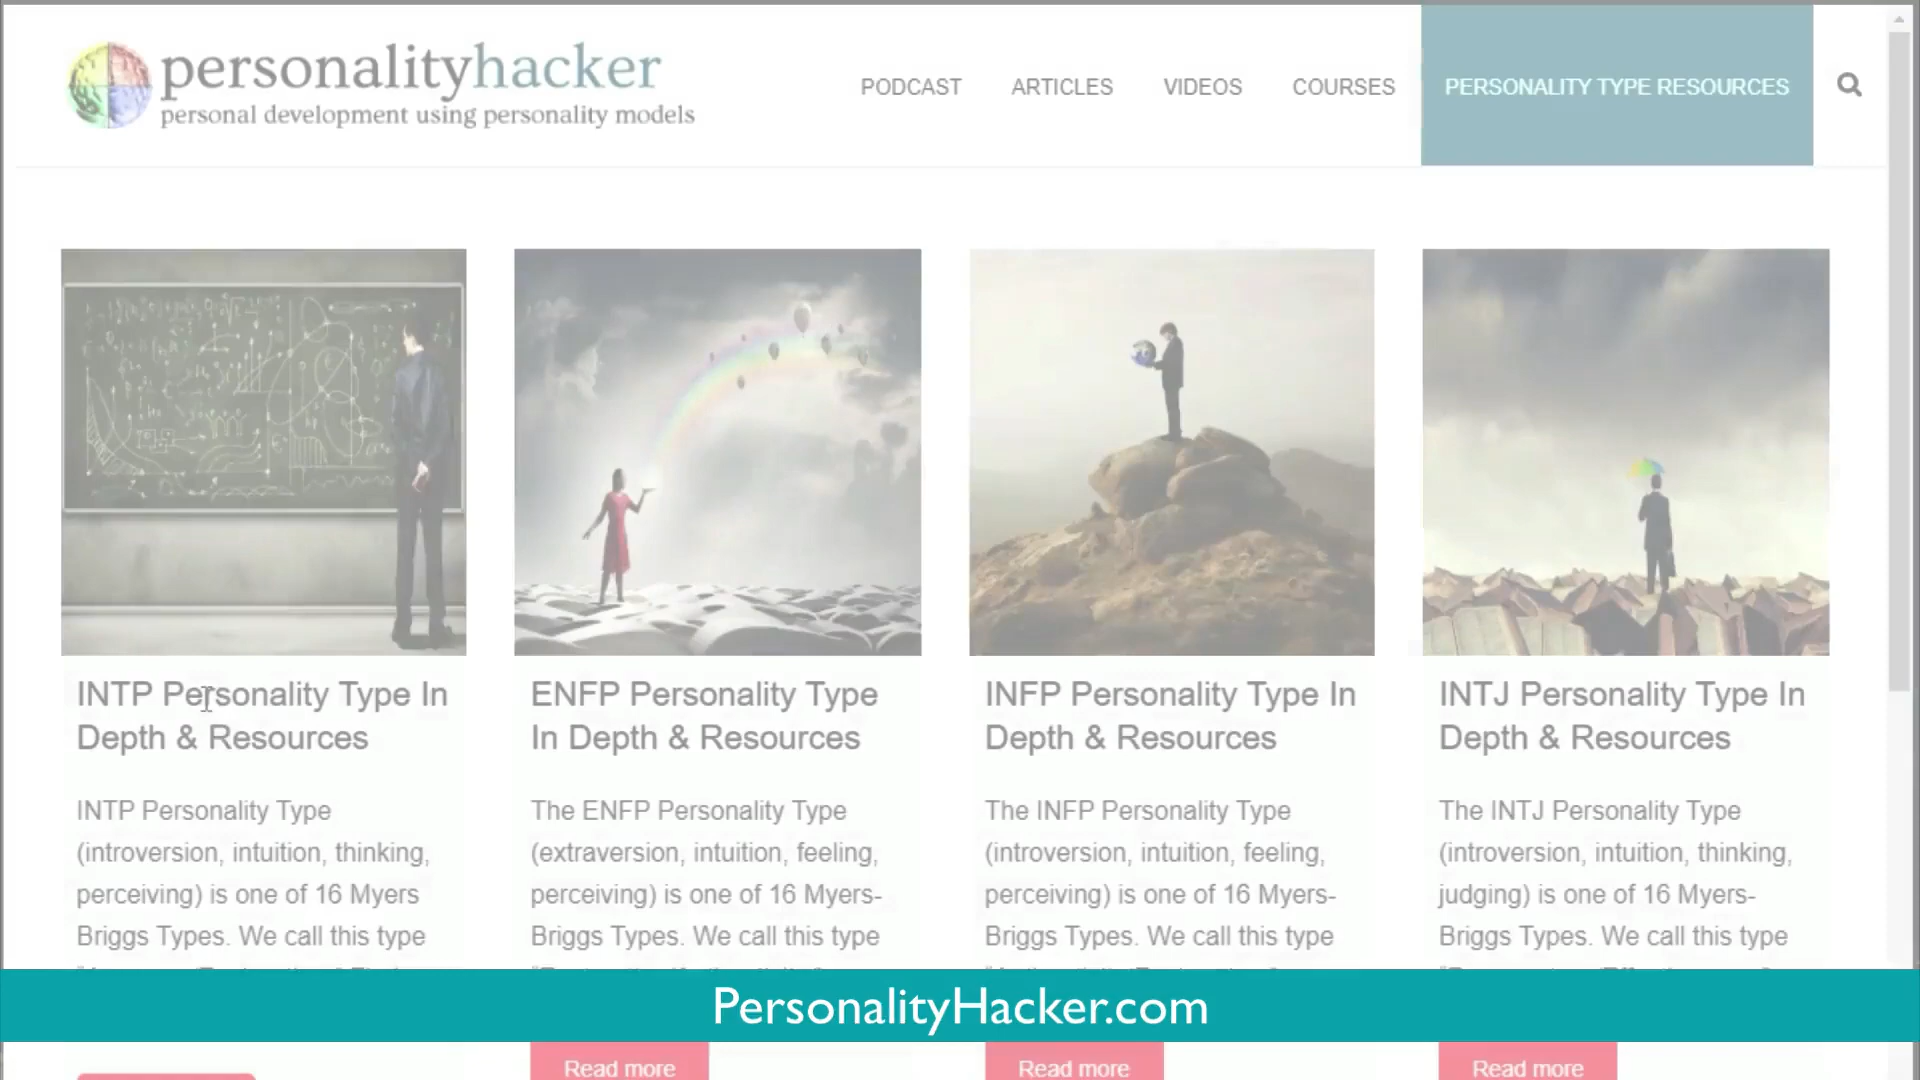 personalityhacker
personal development using personality models
PODCAST
ARTICLES
VIDEOS
COURSES
PERSONALITY TYPE RESOURCES
INTP Personality Type In
Depth & Resources
INTP Personality Type
(introversion, intuition, thinking,
perceiving) is one of 16 Myers
Briggs Types. We call this type
ENFP Personality Type
In Depth & Resources
The ENFP Personality Type
(extraversion, intuition, feeling,
perceiving) is one of 16 Myers-
Briggs Types. We call this type
Read more
INFP Personality Type In
Depth & Resources
The INFP Personality Type
(introversion, intuition, feeling,
perceiving) is one of 16 Myers-
Briggs Types. We call this type
Read more
INTJ Personality Type In
Depth & Resources
The INTJ Personality Type
(introversion, intuition, thinking,
judging) is one of 16 Myers-
Briggs Types. We call this type
Read more
PersonalityHacker.com